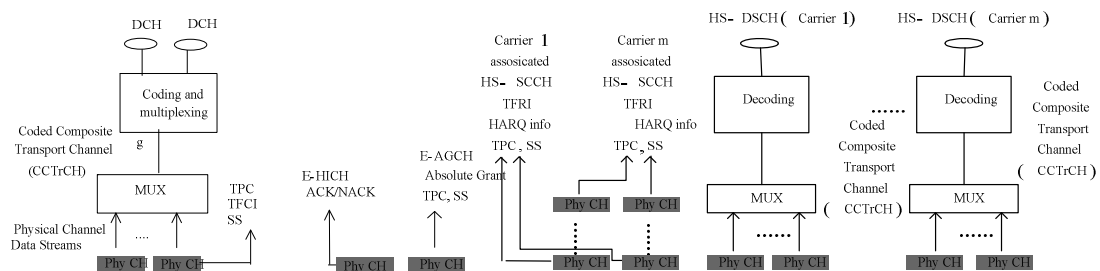 DCH DCH
Coding and
multiplexing
g
Coded Composite
Transport Channel
(CCTrCH)
MUX
TPC
TFCI
SS
Physical Channel
Data Streams
....
Phy CH Phy CH
E-HICH
ACK/NACK
Phy CH
E-AGCH
Absolute Grant
TPC, SS
Phy CH
Carrier 1
assosicated
HS- SCCH
TFRI
HARQ info
TPC, SS
Carrier m
assosicated
HS- SCCH
TFRI
HARQ info
TPC, SS
Phy CH Phy CH
Phy CH Phy CH
HS- DSCH( Carrier 1)
Decoding
Coded
Composite
Transport
Channel
( CCTrCH)
MUX
......
Phy CH Phy CH
......
HS- DSCH( Carrier m)
Decoding
Coded
Composite
Transport
Channel
( CCTrCH)
MUX
......
Phy CH Phy CH